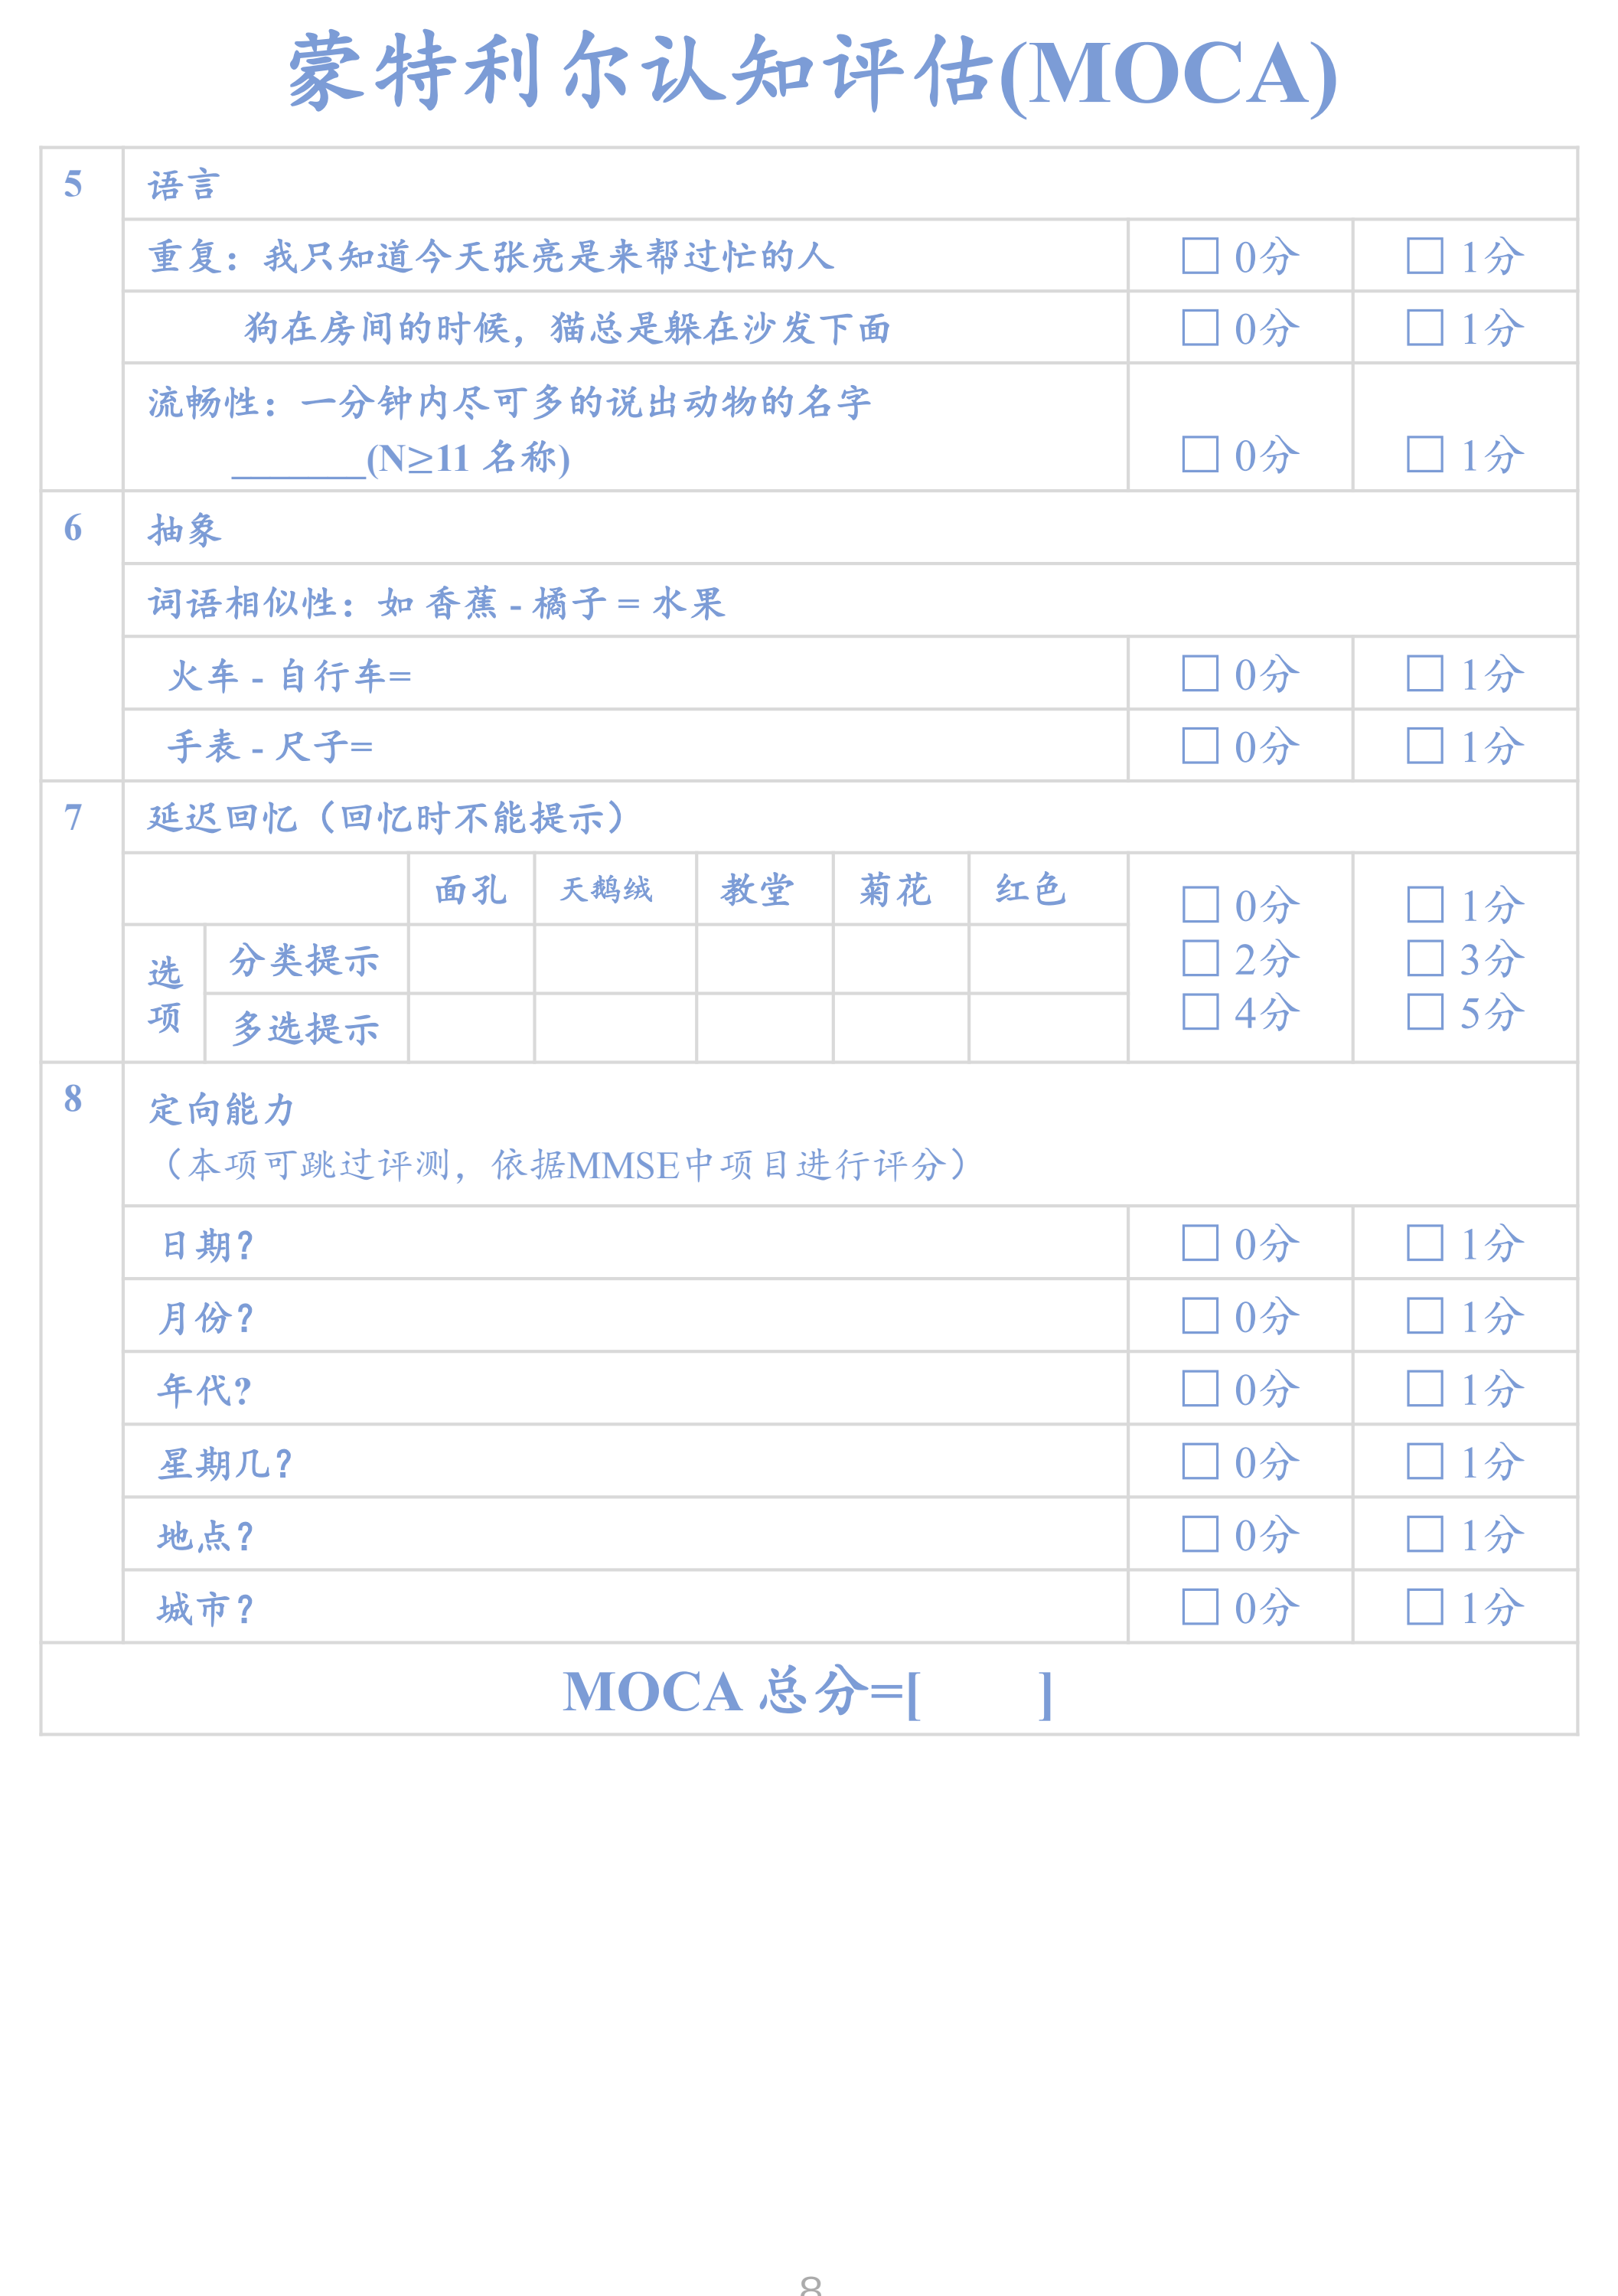 蒙特利尔认知评估(MOCA)
5 语言
重复：我只知道今天张亮是来帮过忙的人 □ 0分 □ 1分
狗在房间的时候，猫总是躲在沙发下面 □ 0分 □ 1分
流畅性：一分钟内尽可多的说出动物的名字
_______(N≥11 名称) □ 0分 □ 1分
6 抽象
词语相似性：如 香蕉 - 橘子 = 水果
火车 - 自行车= □ 0分 □ 1分
手表 - 尺子= □ 0分 □ 1分
7 延迟回忆（回忆时不能提示）
面孔 天鹅绒 教堂 菊花 红色
选项
分类提示
多选提示
□ 0分 □ 1分
□ 2分 □ 3分
□ 4分 □ 5分
8 定向能力
（本项可跳过评测，依据MMSE中项目进行评分）
日期？ □ 0分 □ 1分
月份？ □ 0分 □ 1分
年代? □ 0分 □ 1分
星期几？ □ 0分 □ 1分
地点？ □ 0分 □ 1分
城市？ □ 0分 □ 1分
MOCA 总分=[ ]
8